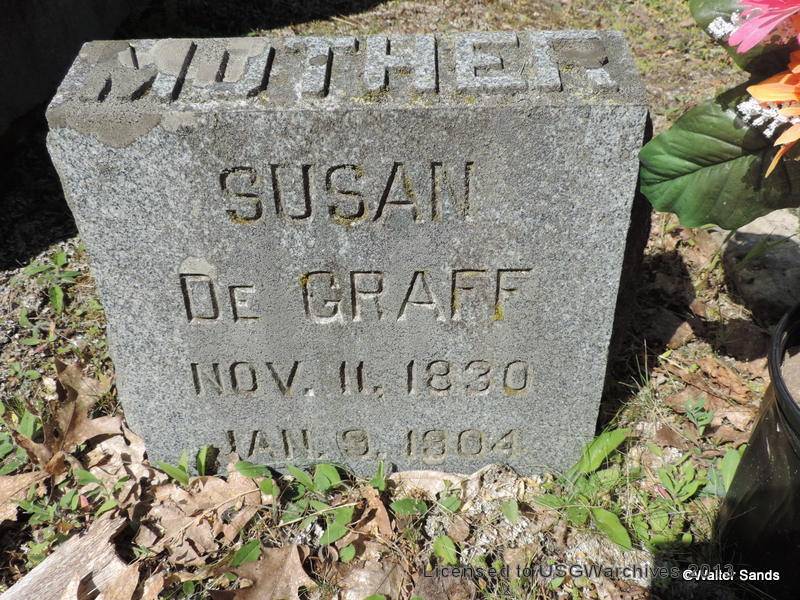 MOTHER
SUSAN
DE GRAFF
NOV. 11, 1830
JAN. 9, 1904
Licensed to USGWarchives 2013
©Walter Sands